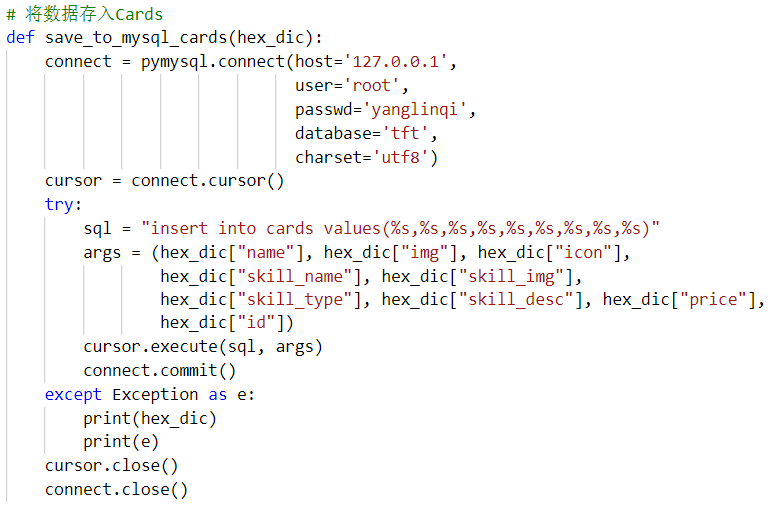 # 将数据存入Cards
def save_to_mysql_cards(hex_dic):
    connect = pymysql.connect(host='127.0.0.1',
                              user='root',
                              passwd='yanglinqi',
                              database='tft',
                              charset='utf8')
    cursor = connect.cursor()
    try:
        sql = "insert into cards values(%s,%s,%s,%s,%s,%s,%s,%s,%s)"
        args = (hex_dic["name"], hex_dic["img"], hex_dic["icon"],
                hex_dic["skill_name"], hex_dic["skill_img"],
                hex_dic["skill_type"], hex_dic["skill_desc"], hex_dic["price"],
                hex_dic["id"])
        cursor.execute(sql, args)
        connect.commit()
    except Exception as e:
        print(hex_dic)
        print(e)
    cursor.close()
    connect.close()